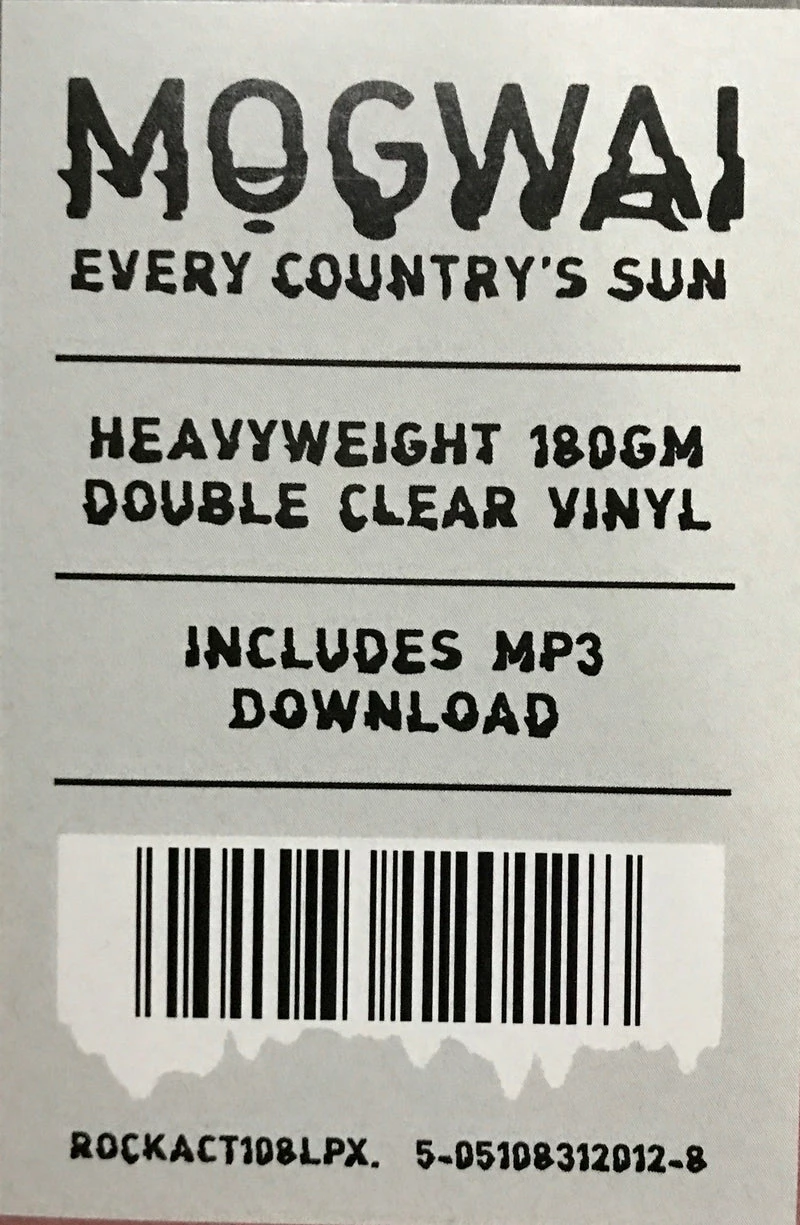 MOGWAI
EVERY COUNTRY'S SUN
HEAVYWEIGHT 180GM
DOUBLE CLEAR VINYL
INCLUDES MP3
DOWNLOAD
ROCKACT108LPX. 5-05108312012-8